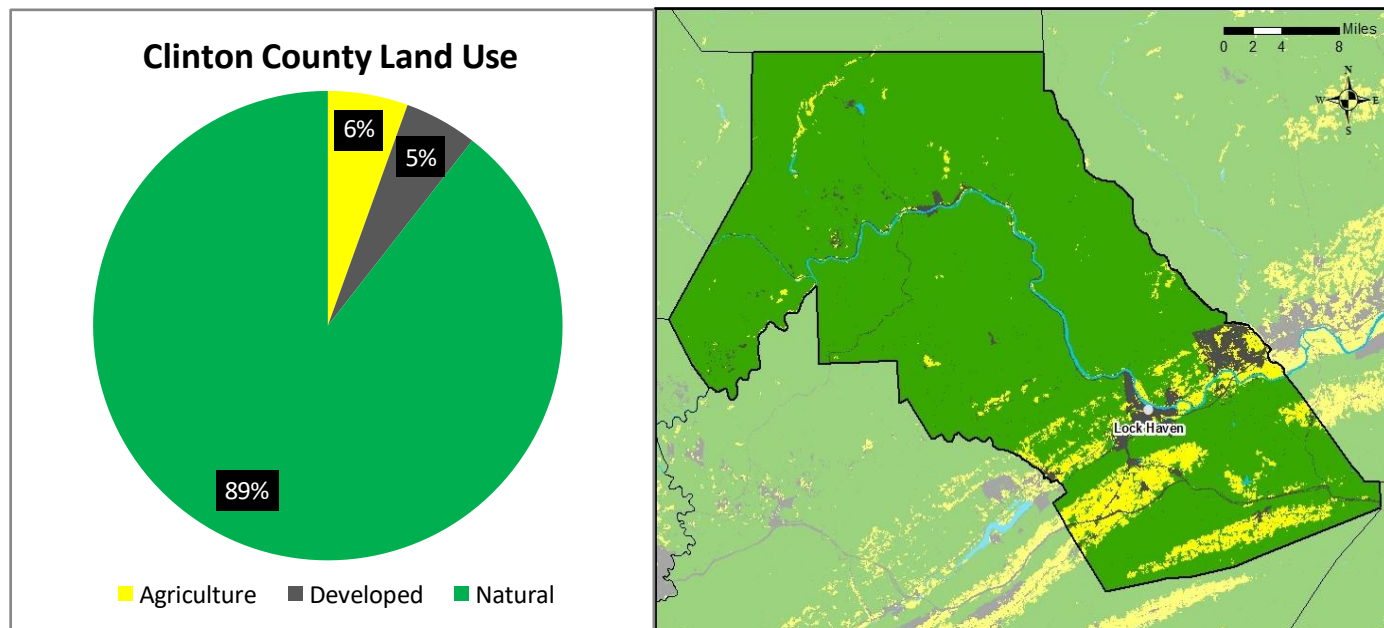 Clinton County Land Use
6%
5%
89%
Agriculture Developed Natural
Miles
0 2 4 8
N
W E
S
Lock Haven